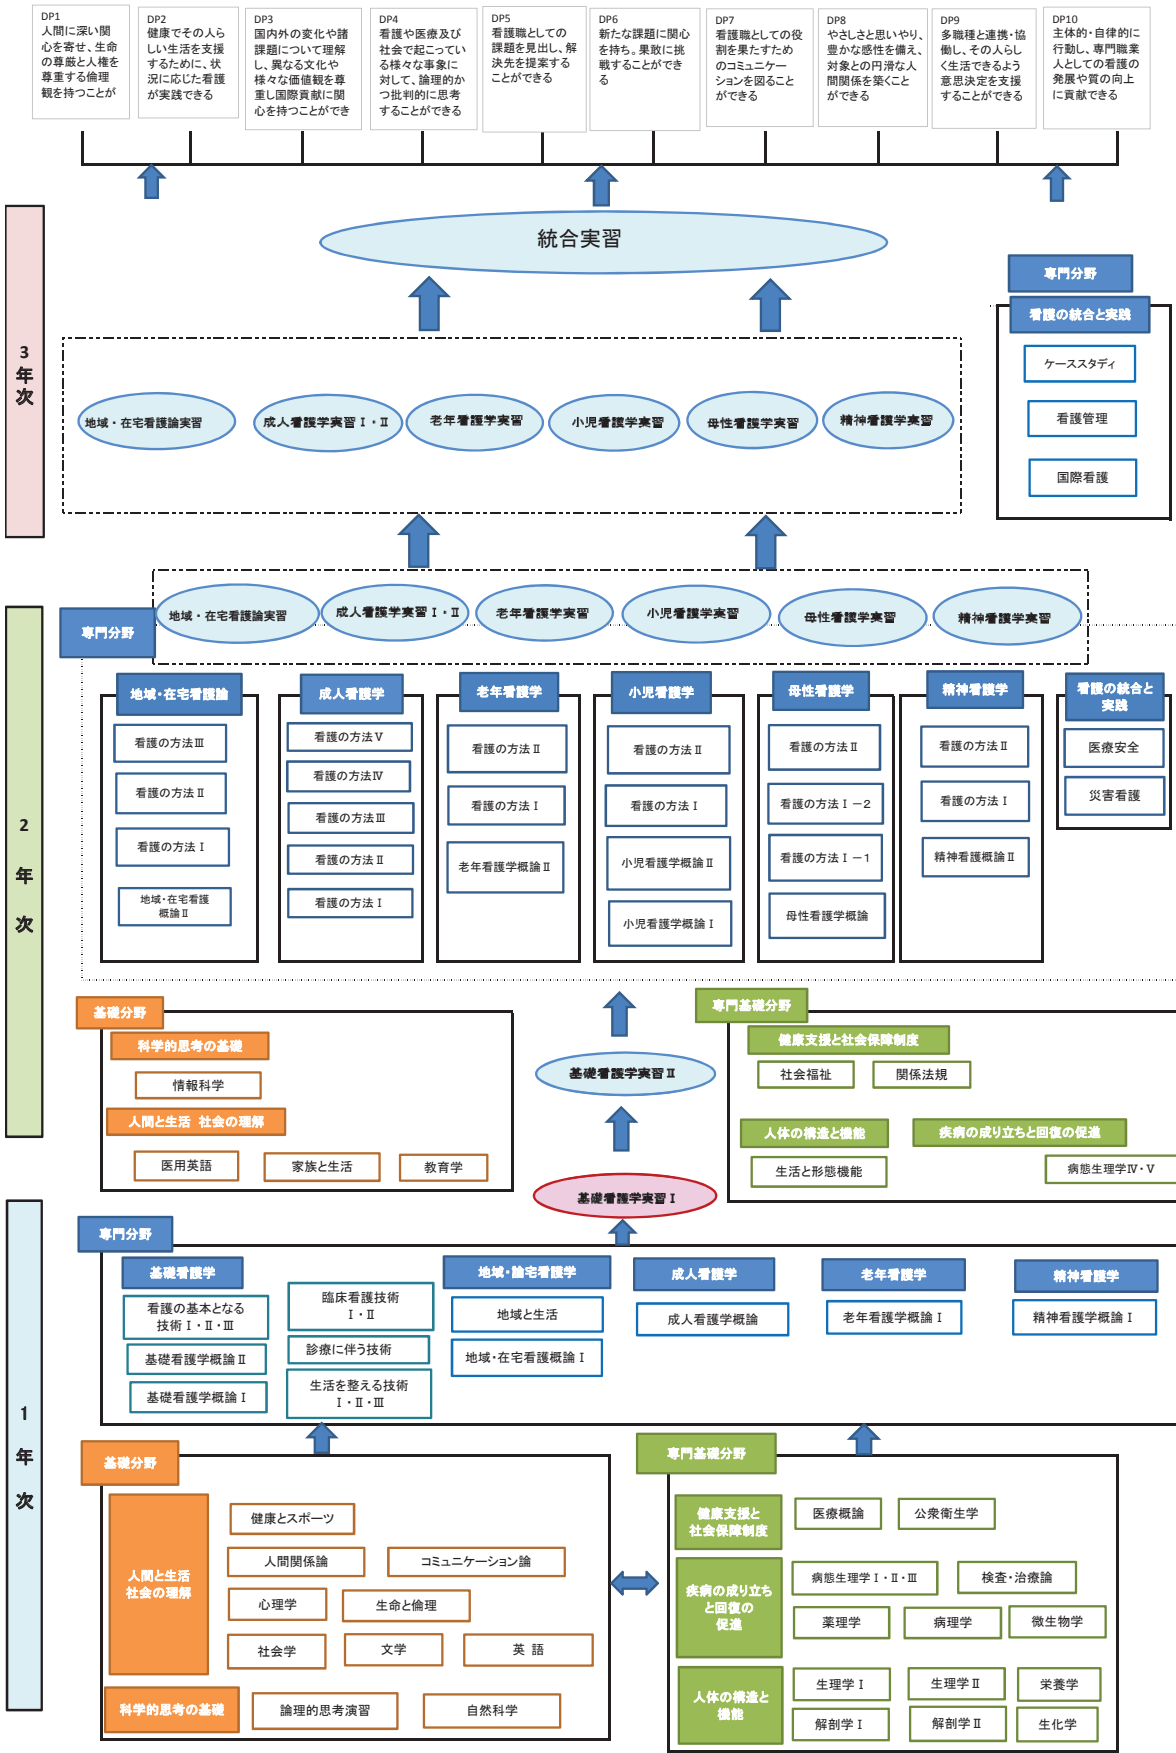 DP1
人間に深い関
心を寄せ、生命
の尊厳と人権を
尊重する倫理
観を持つことが
DP2
健康でその人ら
しい生活を支援
するために、状
況に応じた看護
が実践できる
DP3
国内外の変化や諸
課題について理解
し、異なる文化や
様々な価値観を尊
重し国際貢献に関
心を持つことができ
DP4
看護や医療及び
社会で起こってい
る様々な事象に
対して、論理的か
つ批判的に思考
することができる
DP5
看護職としての
課題を見出し、解
決先を提案する
ことができる
DP6
新たな課題に関心
を持ち。果敢に挑
戦することができ
る
DP7
看護職としての役
割を果たすため
のコミュニケー
ションを図ること
ができる
DP8
やさしさと思いやり、
豊かな感性を備え、
対象との円滑な人
間関係を築くこと
ができる
DP9
多職種と連携・協
働し、その人らし
く生活できるよう
意思決定を支援
することができる
DP10
主体的・自律的に
行動し、専門職業
人としての看護の
発展や質の向上
に貢献できる
統合実習
3年次
専門分野
看護の統合と実践
ケーススタディ
看護管理
国際看護
地域・在宅看護論実習
成人看護学実習Ⅰ・Ⅱ
老年看護学実習
小児看護学実習
母性看護学実習
精神看護学実習
2年次
専門分野
地域・在宅看護論実習
成人看護学実習Ⅰ・Ⅱ
老年看護学実習
小児看護学実習
母性看護学実習
精神看護学実習
地域・在宅看護論
看護の方法Ⅲ
看護の方法Ⅱ
看護の方法Ⅰ
地域・在宅看護
概論Ⅱ
成人看護学
看護の方法Ⅴ
看護の方法Ⅳ
看護の方法Ⅲ
看護の方法Ⅱ
看護の方法Ⅰ
老年看護学
看護の方法Ⅱ
看護の方法Ⅰ
老年看護学概論Ⅱ
小児看護学
看護の方法Ⅱ
看護の方法Ⅰ
小児看護学概論Ⅱ
小児看護学概論Ⅰ
母性看護学
看護の方法Ⅱ
看護の方法Ⅰ－2
看護の方法Ⅰ－1
母性看護学概論
精神看護学
看護の方法Ⅱ
看護の方法Ⅰ
精神看護概論Ⅱ
看護の統合と
実践
医療安全
災害看護
基礎分野
科学的思考の基礎
情報科学
人間と生活 社会の理解
医用英語
家族と生活
教育学
基礎看護学実習Ⅱ
基礎看護学実習Ⅰ
専門基礎分野
健康支援と社会保障制度
社会福祉
関係法規
人体の構造と機能
疾病の成り立ちと回復の促進
生活と形態機能
病態生理学Ⅳ・Ⅴ
1年次
専門分野
基礎看護学
看護の基本となる
技術Ⅰ・Ⅱ・Ⅲ
基礎看護学概論Ⅱ
基礎看護学概論Ⅰ
臨床看護技術
Ⅰ・Ⅱ
診療に伴う技術
生活を整える技術
Ⅰ・Ⅱ・Ⅲ
地域・論宅看護学
地域と生活
地域・在宅看護概論Ⅰ
成人看護学
成人看護学概論
老年看護学
老年看護学概論Ⅰ
精神看護学
精神看護学概論Ⅰ
基礎分野
人間と生活
社会の理解
健康とスポーツ
人間関係論
コミュニケーション論
心理学
生命と倫理
社会学
文学
英 語
科学的思考の基礎
論理的思考演習
自然科学
専門基礎分野
健康支援と
社会保障制度
医療概論
公衆衛生学
疾病の成り立ち
と回復の
促進
病態生理学Ⅰ・Ⅱ・Ⅲ
検査・治療論
薬理学
病理学
微生物学
人体の構造と
機能
生理学Ⅰ
生理学Ⅱ
栄養学
解剖学Ⅰ
解剖学Ⅱ
生化学